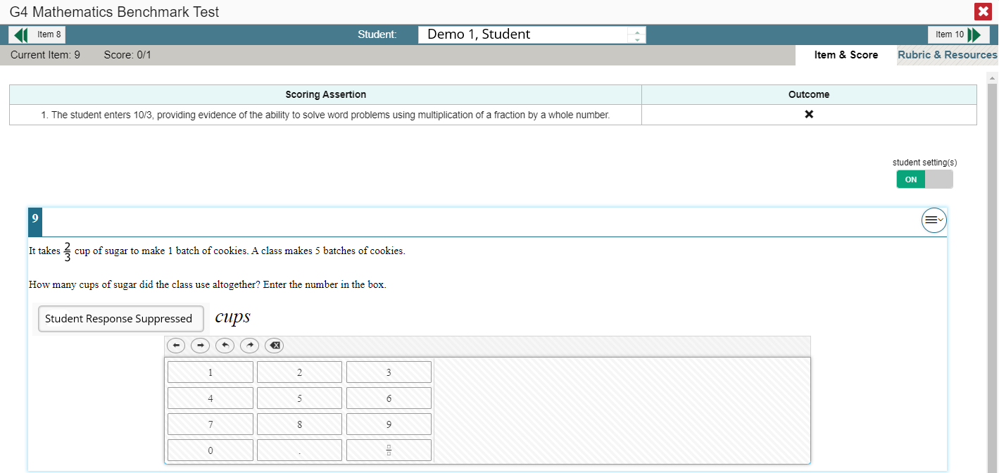 G4 Mathematics Benchmark Test
Item 8
Student:
Demo 1, Student
Item 10
Current Item: 9
Score: 0/1
Item & Score
Rubric & Resources
Scoring Assertion
Outcome
1. The student enters 10/3, providing evidence of the ability to solve word problems using multiplication of a fraction by a whole number.
student setting(s)
ON
9
It takes 2/3 cup of sugar to make 1 batch of cookies. A class makes 5 batches of cookies.
How many cups of sugar did the class use altogether? Enter the number in the box.
Student Response Suppressed
cups
1 2 3
4 5 6
7 8 9
0 .